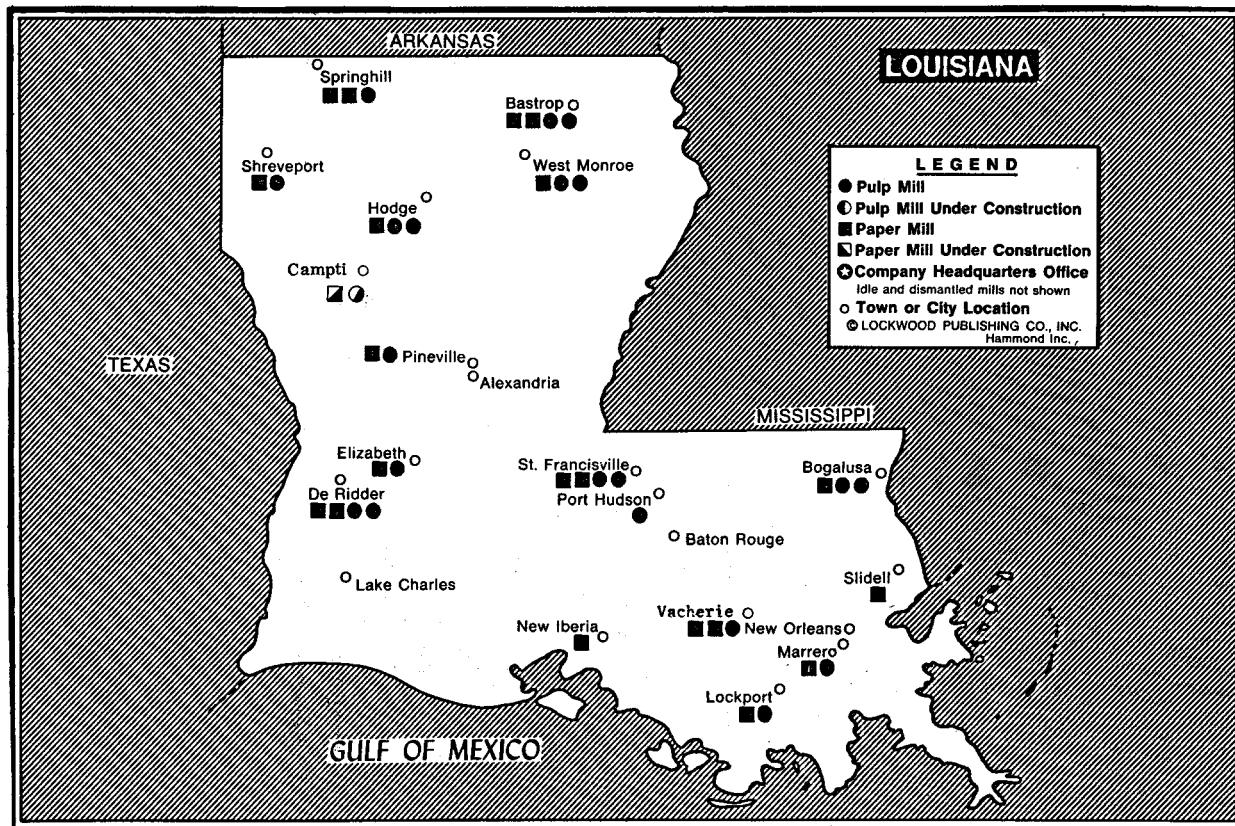 ARKANSAS
LOUISIANA
Springhill
Bastrop
Shreveport
West Monroe
Hodge
Campti
LEGEND
Pulp Mill
Pulp Mill Under Construction
Paper Mill
Paper Mill Under Construction
Company Headquarters Office
Idle and dismantled mills not shown
Town or City Location
© LOCKWOOD PUBLISHING CO., INC.
Hammond Inc.
TEXAS
Pineville
Alexandria
MISSISSIPPI
Elizabeth
St. Francisville
Bogalusa
De Ridder
Port Hudson
Baton Rouge
Lake Charles
Slidell
Vacherie
New Iberia
New Orleans
Marrero
Lockport
GULF OF MEXICO